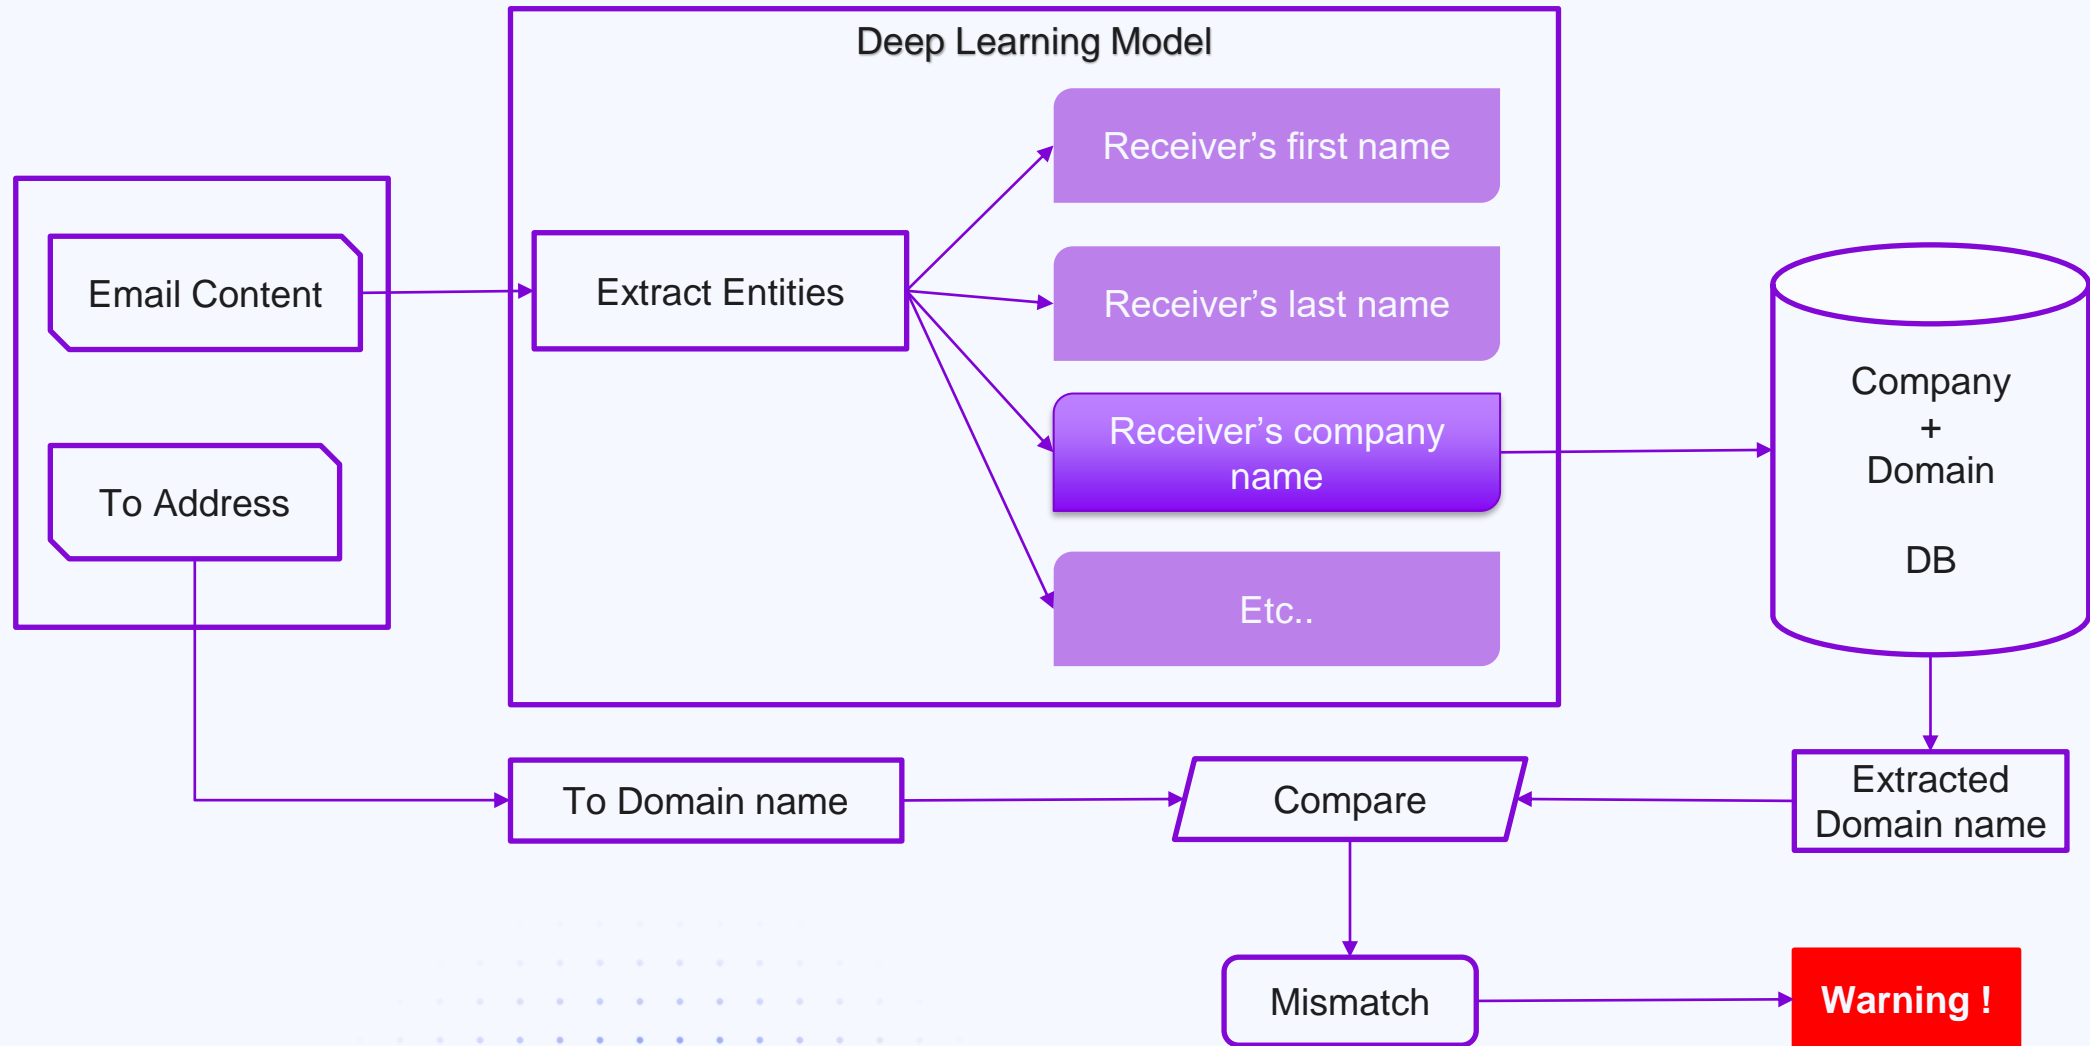 Deep Learning Model
Email Content
To Address
Extract Entities
Receiver’s first name
Receiver’s last name
Receiver’s company
name
Etc..
Company
+
Domain
DB
To Domain name
Compare
Extracted
Domain name
Mismatch
Warning !